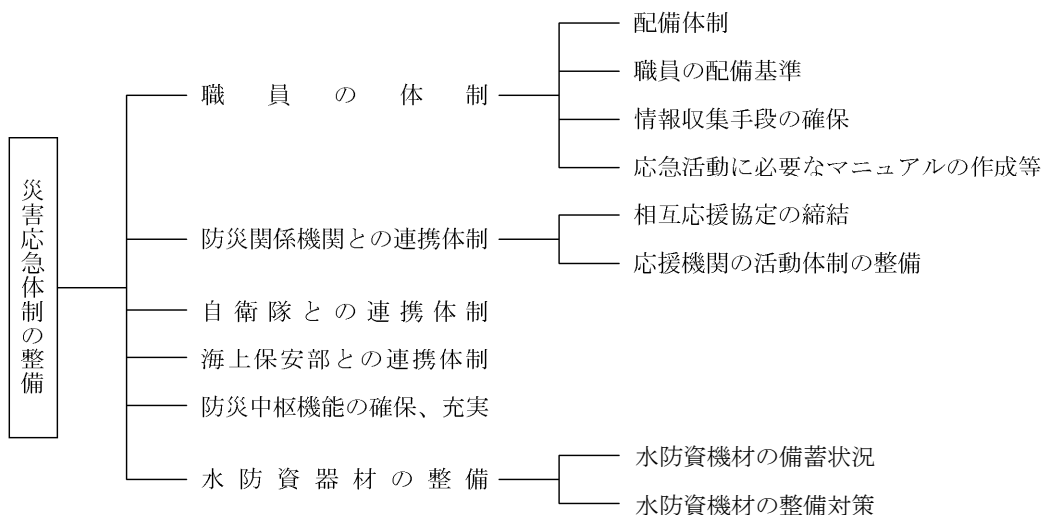 災害応急体制の整備
職員の体制
配備体制
職員の配備基準
情報収集手段の確保
応急活動に必要なマニュアルの作成等
防災関係機関との連携体制
相互応援協定の締結
応援機関の活動体制の整備
自衛隊との連携体制
海上保安部との連携体制
防災中枢機能の確保、充実
水防資器材の整備
水防資機材の備蓄状況
水防資機材の整備対策